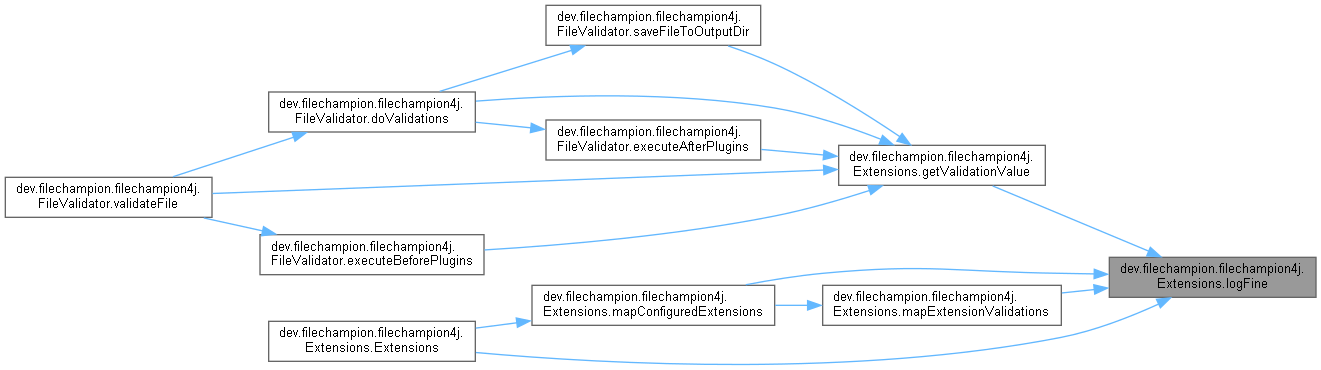 dev.filechampion.filechampion4j.
FileValidator.saveFileToOutputDir
dev.filechampion.filechampion4j.
FileValidator.doValidations
dev.filechampion.filechampion4j.
FileValidator.executeAfterPlugins
dev.filechampion.filechampion4j.
Extensions.getValidationValue
dev.filechampion.filechampion4j.
FileValidator.validateFile
dev.filechampion.filechampion4j.
FileValidator.executeBeforePlugins
dev.filechampion.filechampion4j.
Extensions.logFine
dev.filechampion.filechampion4j.
Extensions.mapConfiguredExtensions
dev.filechampion.filechampion4j.
Extensions.mapExtensionValidations
dev.filechampion.filechampion4j.
Extensions.Extensions